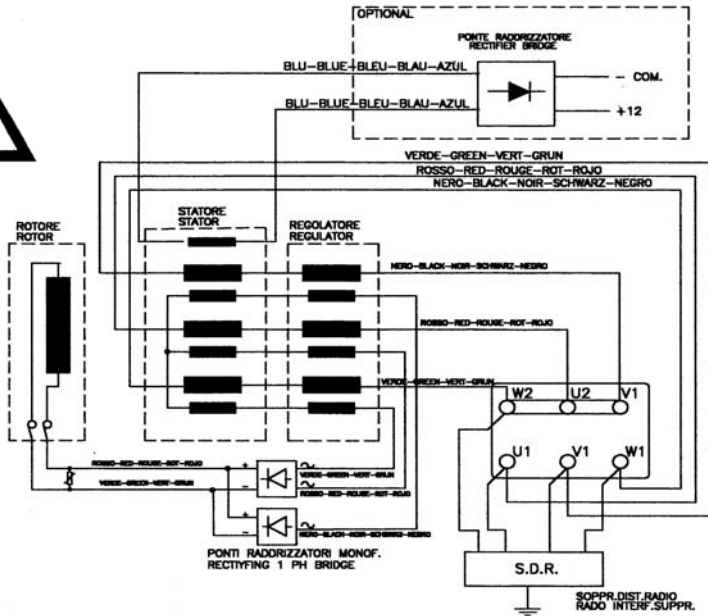 OPTIONAL
PONTE RADDRIZZATORE
RECTIFIER BRIDGE
BLU-BLUE-BLEU-BLAU-AZUL
- COM.
BLU-BLUE-BLEU-BLAU-AZUL
+12
VERDE-GREEN-VERT-GRUN
ROSSO-RED-ROUGE-ROT-ROJO
NERO-BLACK-NOIR-SCHWARZ-NEGRO
ROTORE
ROTOR
STATORE
STATOR
REGOLATORE
REGULATOR
NERO-BLACK-NOIR-SCHWARZ-NEGRO
ROSSO-RED-ROUGE-ROT-ROJO
VERDE-GREEN-VERT-GRUN
W2 U2 V1
U1 V1 W1
ROSSO-RED-ROUGE-ROT-ROJO
+
VERDE-GREEN-VERT-GRUN
VERDE-GREEN-VERT-GRUN
-
ROSSO-RED-ROUGE-ROT-ROJO
+
-
NERO-BLACK-NOIR-SCHWARZ-NEGRO
PONTI RADDRIZZATORI MONOF.
RECTIYFING 1 PH BRIDGE
S.D.R.
SOPPR.DIST.RADIO
RADO INTERF.SUPPR.